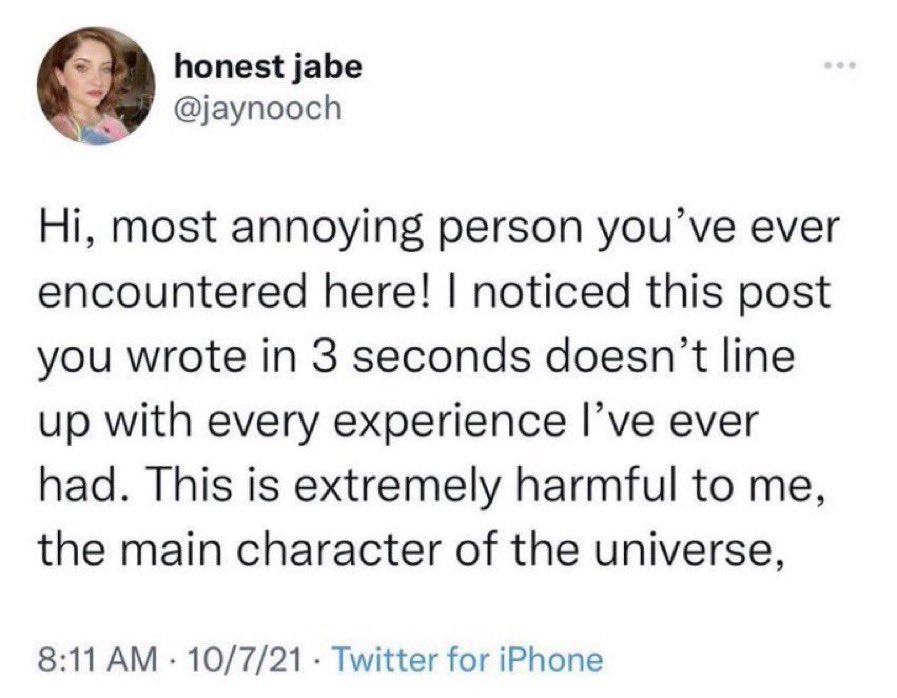 honest jabe
@jaynooch
Hi, most annoying person you’ve ever
encountered here! I noticed this post
you wrote in 3 seconds doesn’t line
up with every experience I’ve ever
had. This is extremely harmful to me,
the main character of the universe,
8:11 AM · 10/7/21 · Twitter for iPhone